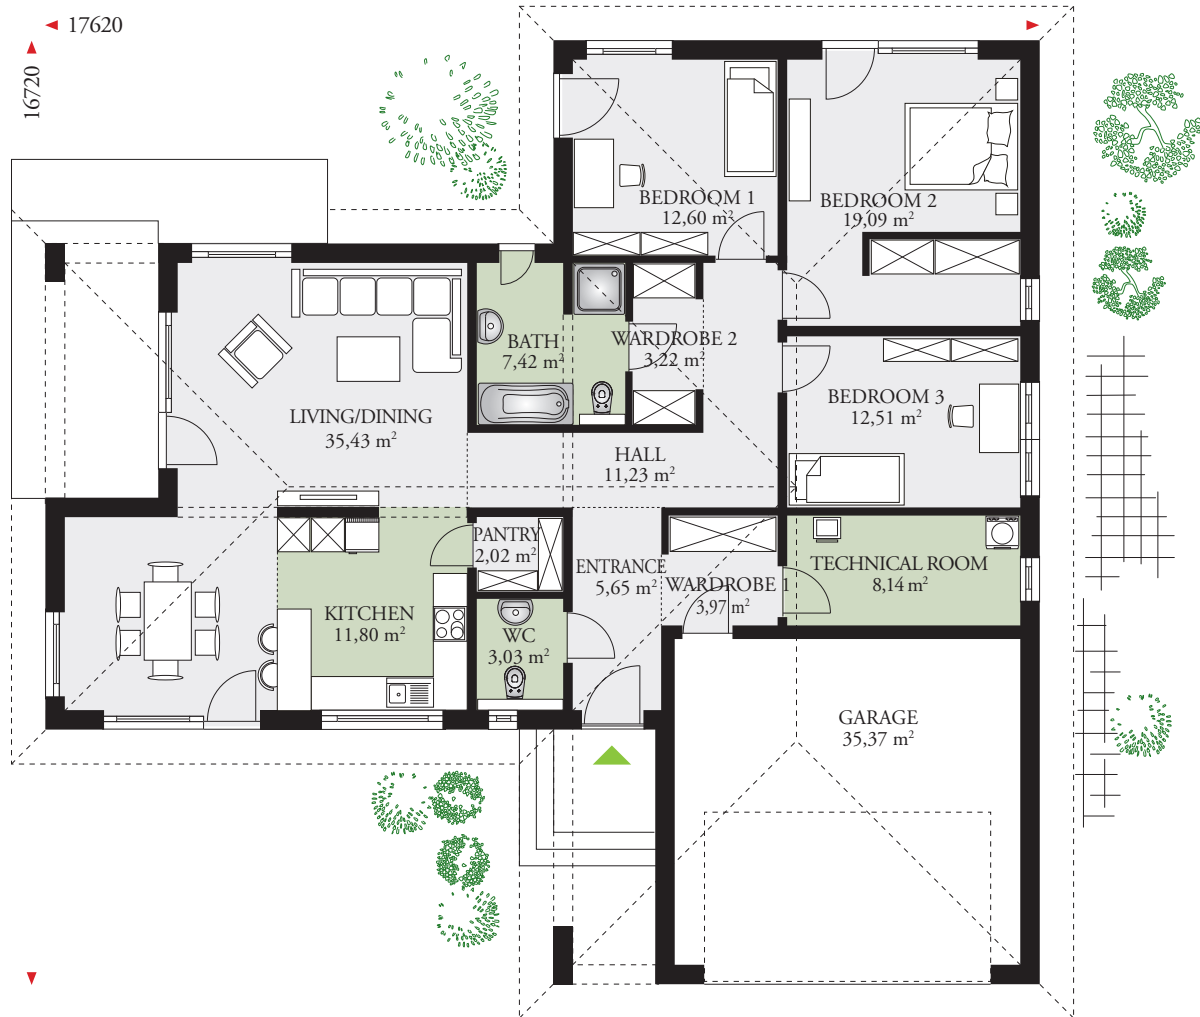 17620
16720
BEDROOM 1
12,60 m²
BEDROOM 2
19,09 m²
BATH
7,42 m²
WARDROBE 2
3,22 m²
LIVING/DINING
35,43 m²
BEDROOM 3
12,51 m²
HALL
11,23 m²
PANTRY
2,02 m²
ENTRANCE
5,65 m²
WARDROBE 1
3,97 m²
TECHNICAL ROOM
8,14 m²
KITCHEN
11,80 m²
WC
3,03 m²
GARAGE
35,37 m²